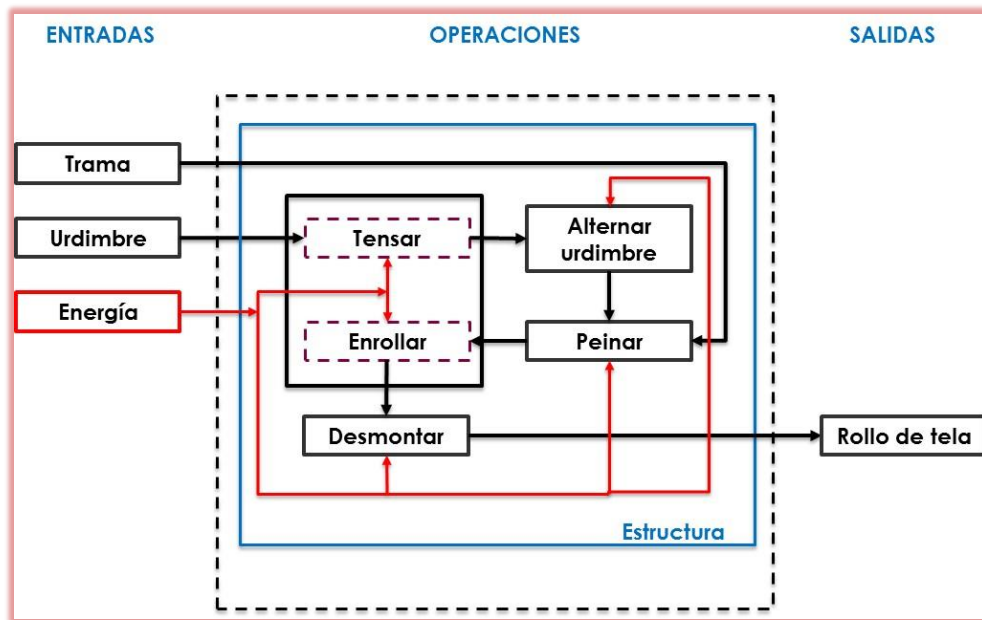 ENTRADAS
OPERACIONES
SALIDAS
Trama
Urdimbre
Energía
Tensar
Alternar
urdimbre
Enrollar
Peinar
Desmontar
Rollo de tela
Estructura